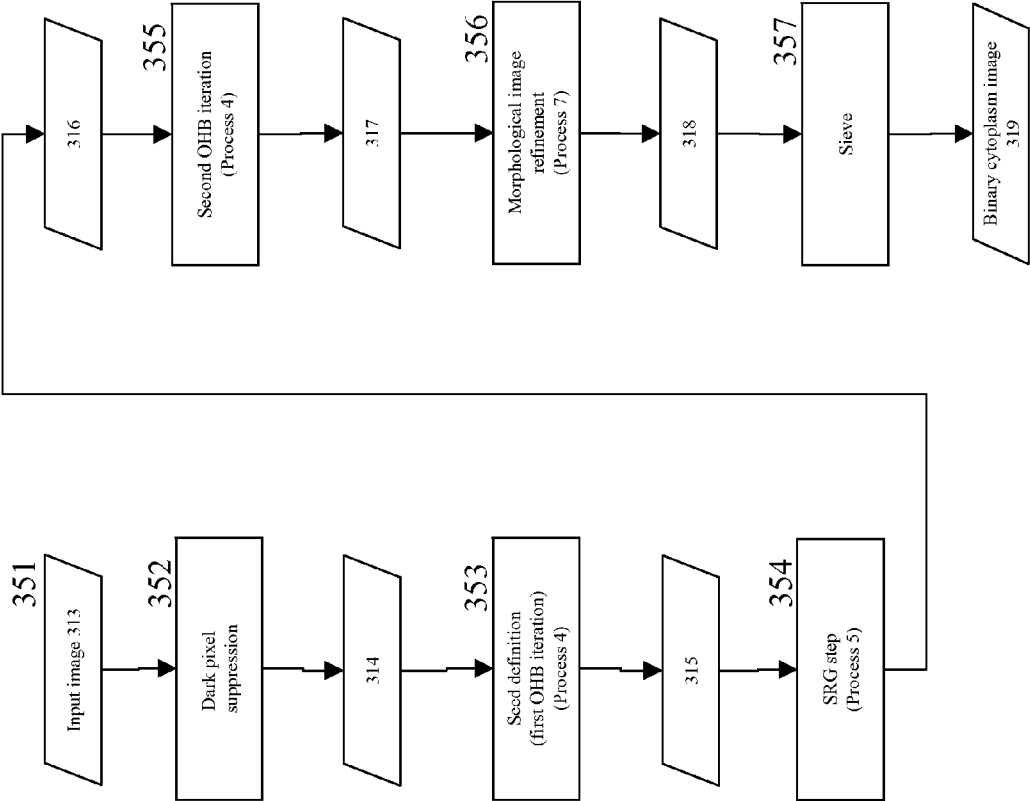 351
Input image 313
352
Dark pixel
suppression
314
353
Seed definition
(first OHB iteration)
(Process 4)
315
354
SRG step
(Process 5)
316
355
Second OHB iteration
(Process 4)
317
356
Morphological image
refinement
(Process 7)
318
357
Sieve
Binary cytoplasm image
319